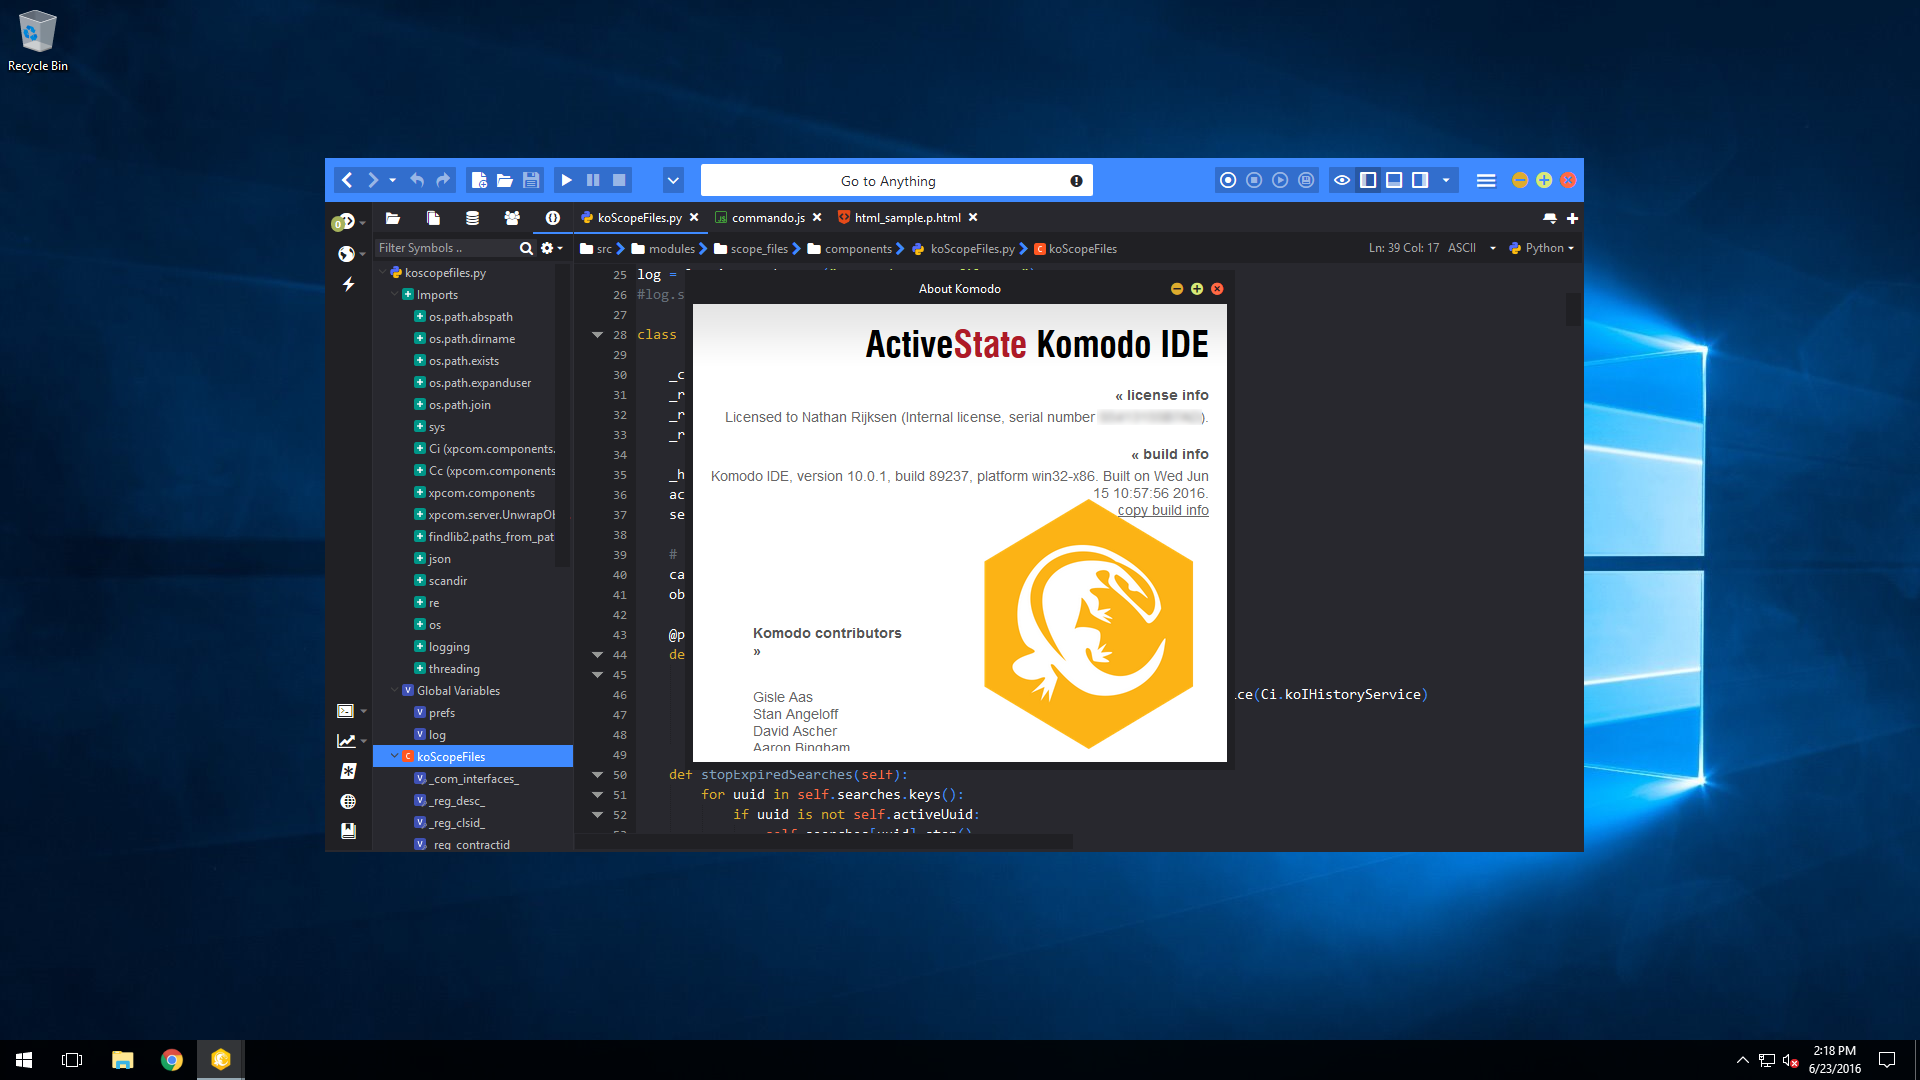 Recycle Bin
Go to Anything
koScopeFiles.py
commando.js
html_sample.p.html
Filter Symbols ..
src
modules
scope_files
components
koScopeFiles.py
koScopeFiles
Ln: 39 Col: 17
ASCII
Python
koscopefiles.py
Imports
os.path.abspath
os.path.dirname
os.path.exists
os.path.expanduser
os.path.join
sys
Ci (xpcom.components.
Cc (xpcom.components
xpcom.components
xpcom.server.UnwrapOb
findlib2.paths_from_pat
json
scandir
re
os
logging
threading
Global Variables
prefs
log
koScopeFiles
_com_interfaces_
_reg_desc_
_reg_clsid_
_reg_contractid
25 log =
26 #log.s
27
28 class
29
30 _c
31 _r
32 _r
33 _r
34
35 _h
36 ac
37 se
38
39 #
40 ca
41 ob
42
43 @p
44 de
45
46 ice(Ci.koIHistoryService)
47
48
49
50 def stopExpiredSearches(self):
51 for uuid in self.searches.keys():
52 if uuid is not self.activeUuid:
About Komodo
ActiveState Komodo IDE
« license info
Licensed to Nathan Rijksen (Internal license, serial number ).
« build info
Komodo IDE, version 10.0.1, build 89237, platform win32-x86. Built on Wed Jun
15 10:57:56 2016.
copy build info
Komodo contributors
»
Gisle Aas
Stan Angeloff
David Ascher
Aaron Bingham
2:18 PM
6/23/2016